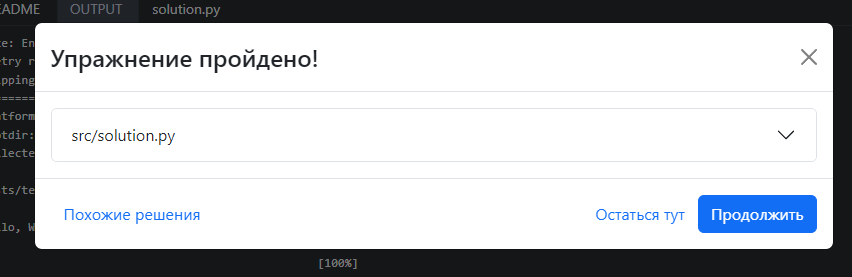 README OUTPUT solution.py
Упражнение пройдено!
src/solution.py
Похожие решения Остаться тут Продолжить
[100%]